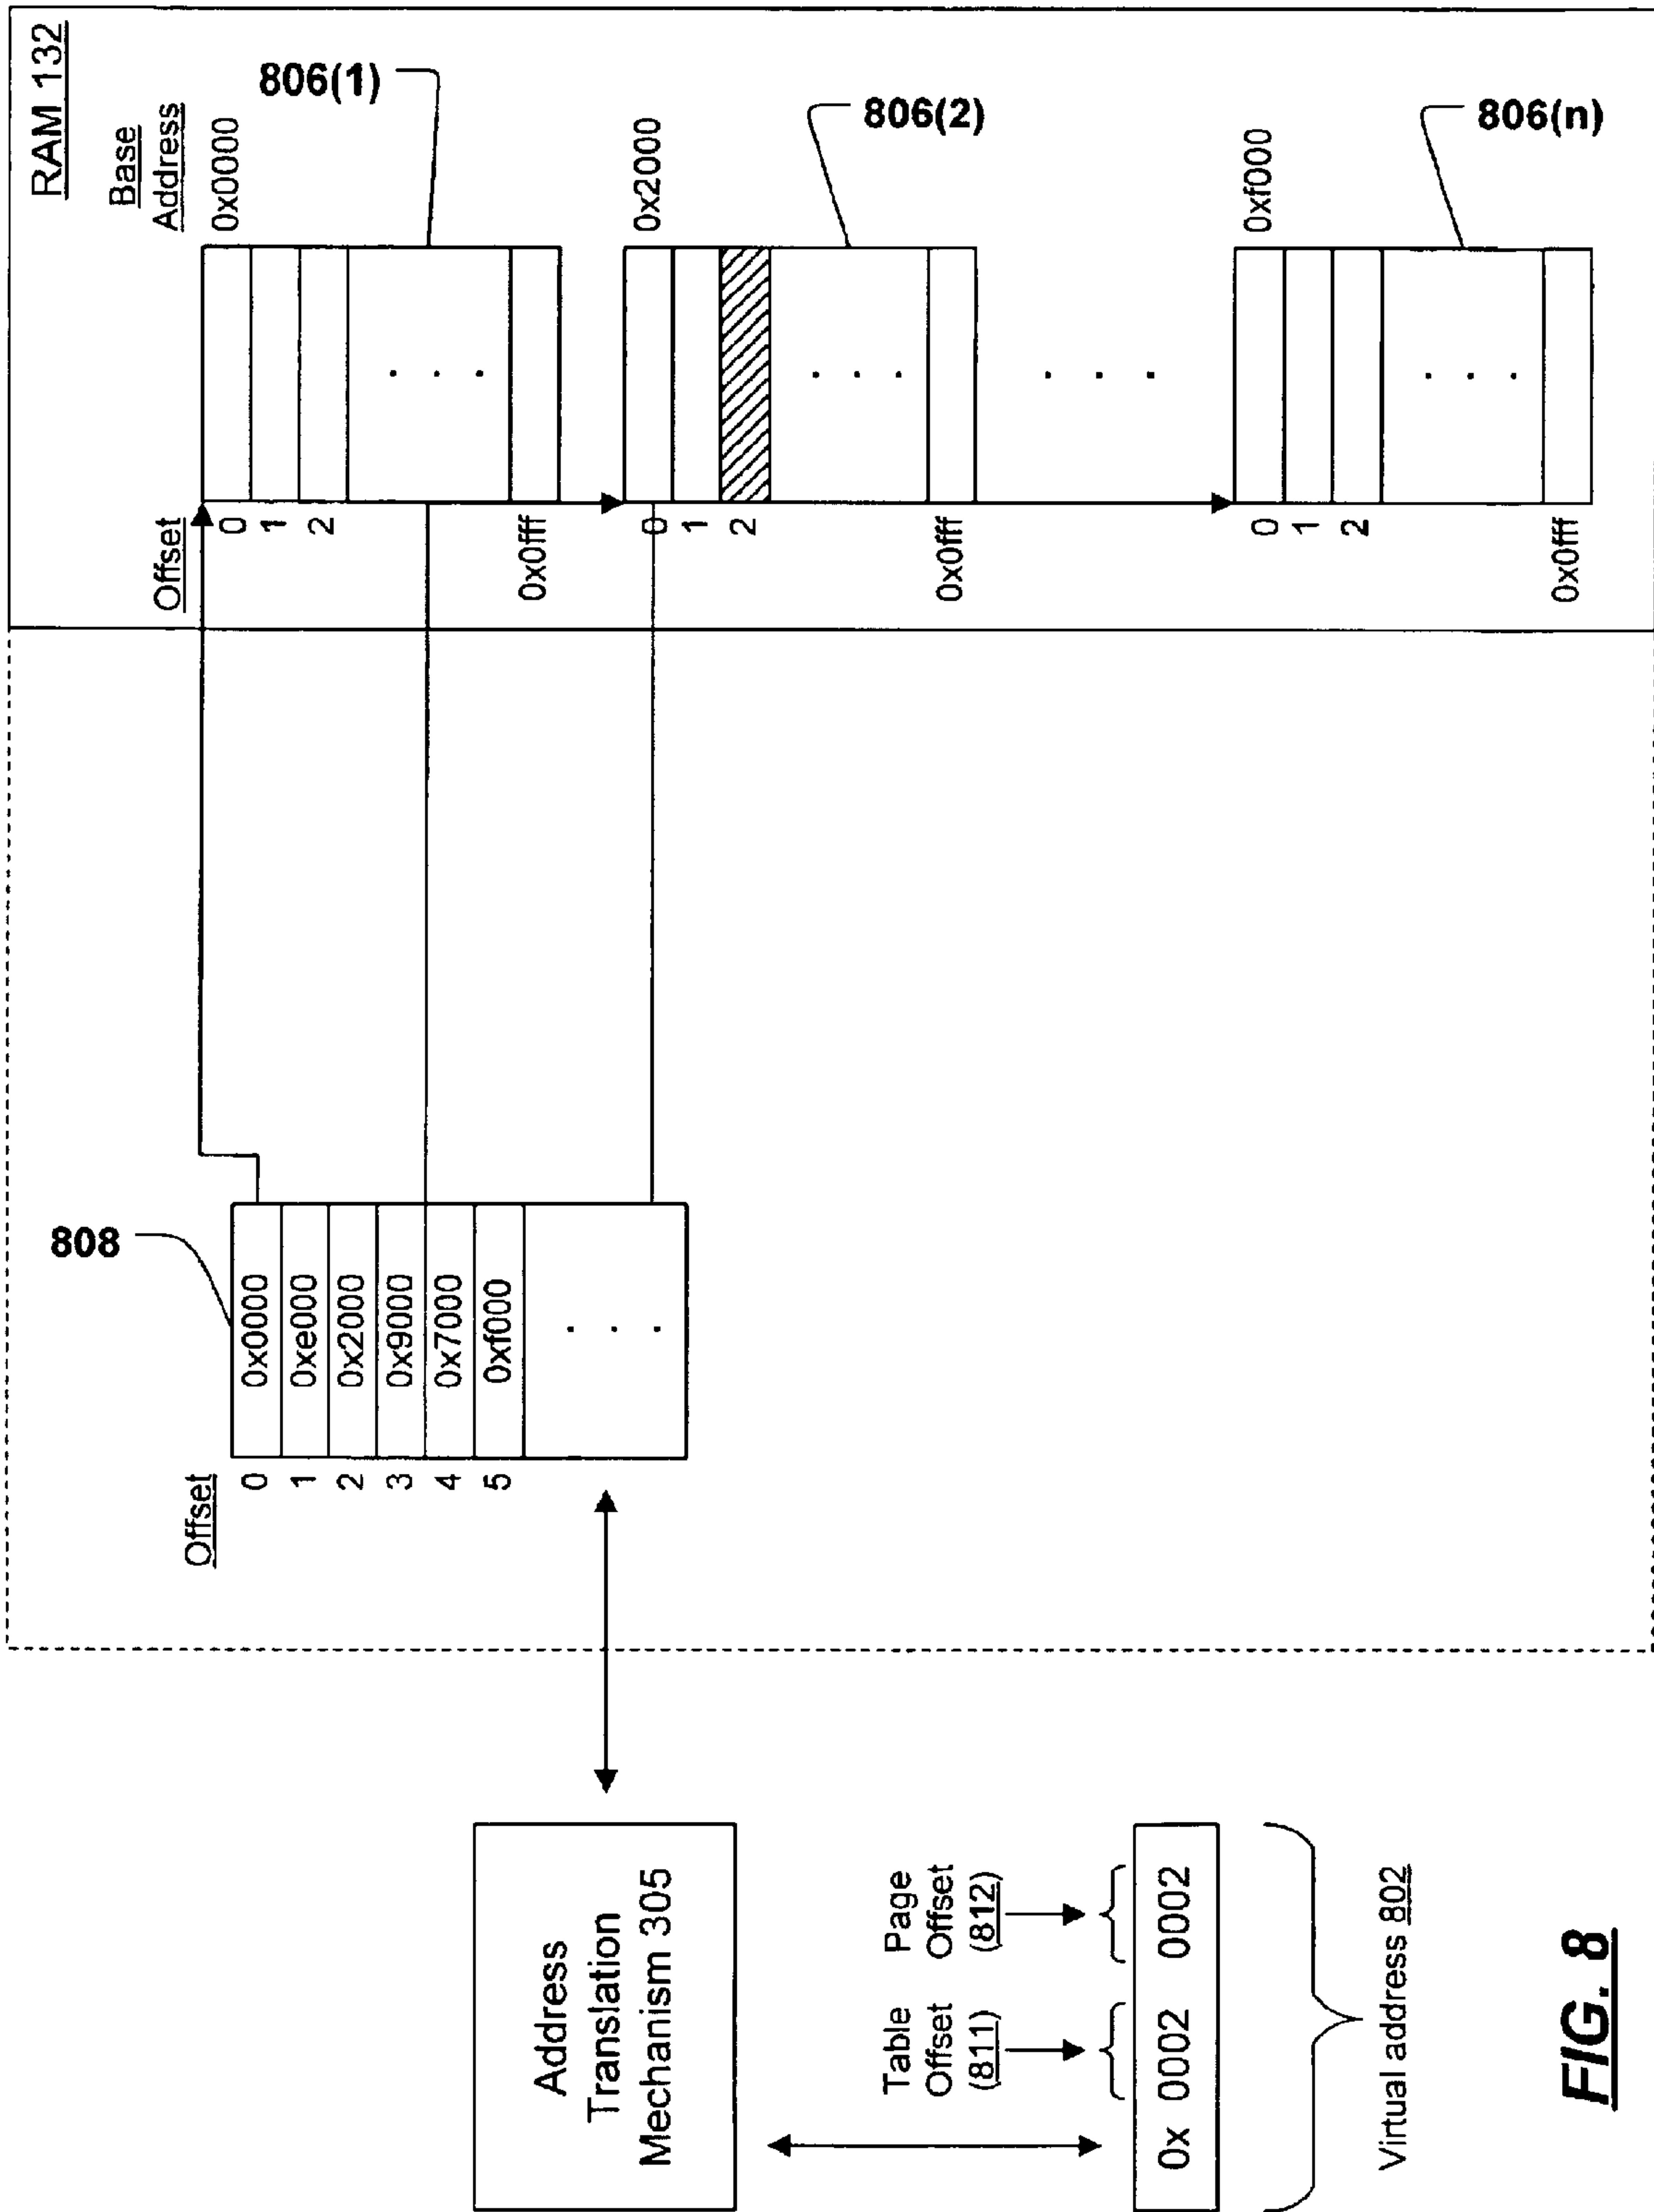 RAM 132
Base
Address
Offset
0x0000
0
1
2
. . .
0x0fff
806(1)
0x2000
0
1
2
. . .
0x0fff
806(2)
. . .
0xf000
0
1
2
. . .
0x0fff
806(n)
808
Offset
0 0x0000
1 0xe000
2 0x2000
3 0x9000
4 0x7000
5 0xf000
. . .
Address
Translation
Mechanism 305
Table
Offset
(811)
Page
Offset
(812)
0x 0002 0002
Virtual address 802
FIG. 8